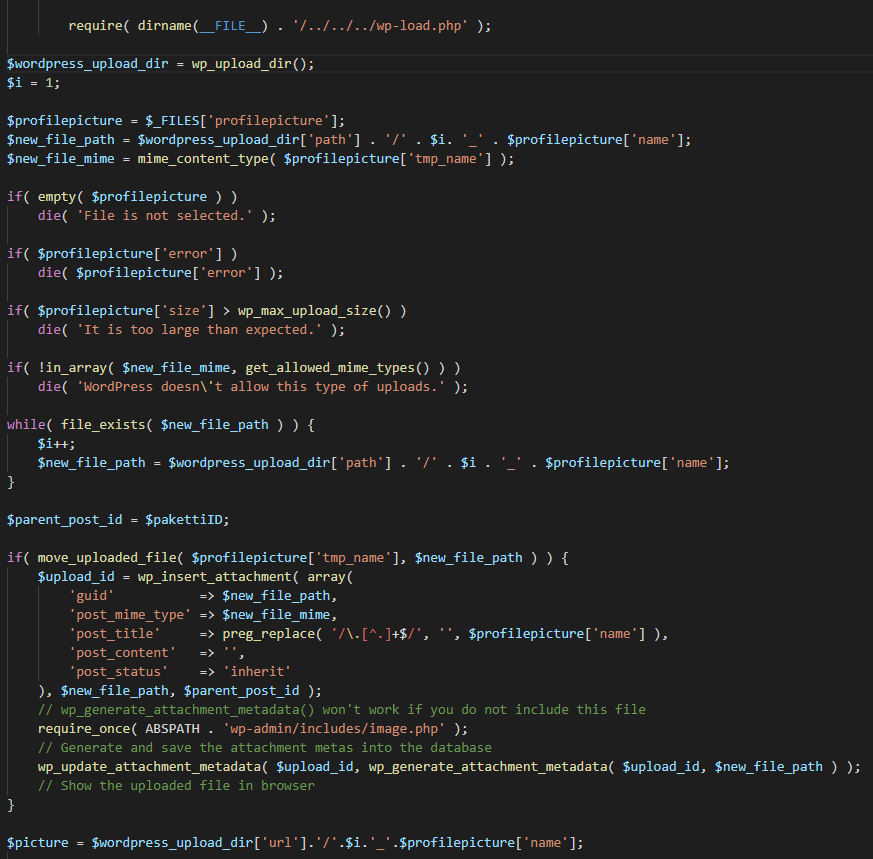 require( dirname(__FILE__) . '/../../../wp-load.php' );
$wordpress_upload_dir = wp_upload_dir();
$i = 1;
$profilepicture = $_FILES['profilepicture'];
$new_file_path = $wordpress_upload_dir['path'] . '/' . $i. '_' . $profilepicture['name'];
$new_file_mime = mime_content_type( $profilepicture['tmp_name'] );
if( empty( $profilepicture ) )
die( 'File is not selected.' );
if( $profilepicture['error'] )
die( $profilepicture['error'] );
if( $profilepicture['size'] > wp_max_upload_size() )
die( 'It is too large than expected.' );
if( !in_array( $new_file_mime, get_allowed_mime_types() ) )
die( 'WordPress doesn\'t allow this type of uploads.' );
while( file_exists( $new_file_path ) ) {
$i++;
$new_file_path = $wordpress_upload_dir['path'] . '/' . $i . '_' . $profilepicture['name'];
}
$parent_post_id = $pakettiID;
if( move_uploaded_file( $profilepicture['tmp_name'], $new_file_path ) ) {
$upload_id = wp_insert_attachment( array(
'guid'           => $new_file_path,
'post_mime_type' => $new_file_mime,
'post_title'     => preg_replace( '/\.[^.]+$/', '', $profilepicture['name'] ),
'post_content'   => '',
'post_status'    => 'inherit'
), $new_file_path, $parent_post_id );
// wp_generate_attachment_metadata() won't work if you do not include this file
require_once( ABSPATH . 'wp-admin/includes/image.php' );
// Generate and save the attachment metas into the database
wp_update_attachment_metadata( $upload_id, wp_generate_attachment_metadata( $upload_id, $new_file_path ) );
// Show the uploaded file in browser
}
$picture = $wordpress_upload_dir['url'].'/'.$i.'_'.$profilepicture['name'];